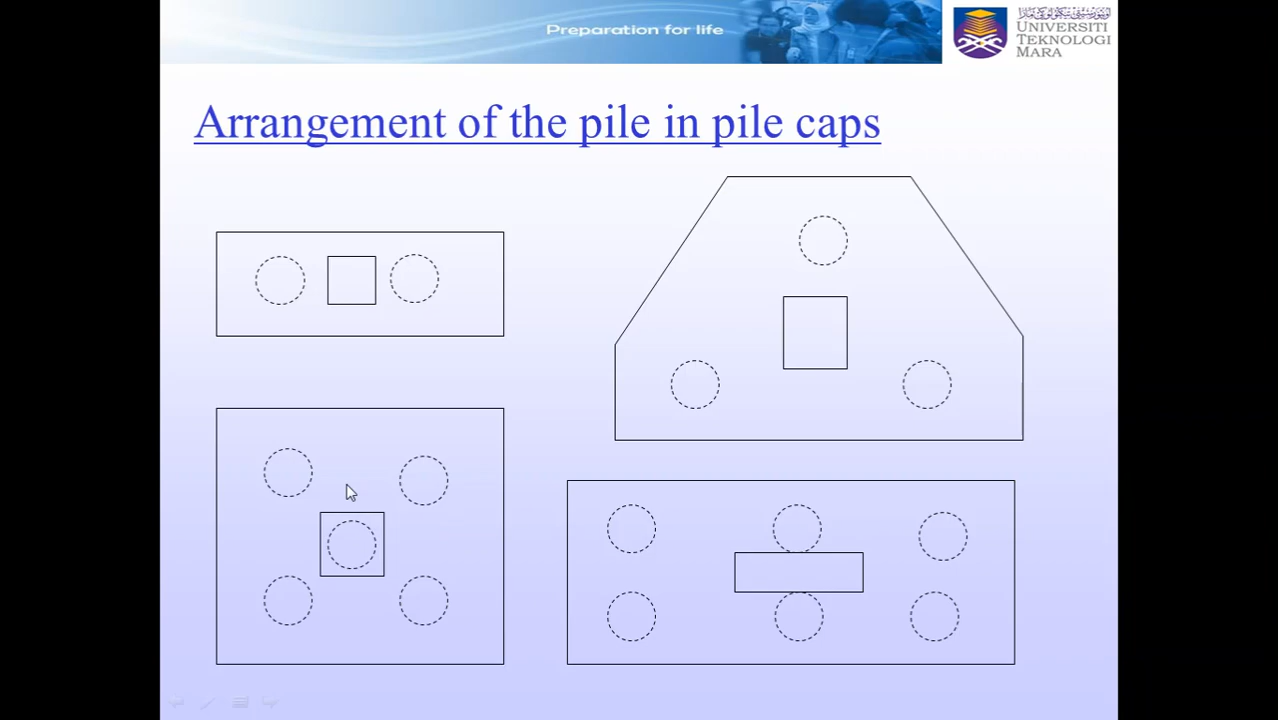 Preparation for life
UNIVERSITI
TEKNOLOGI
MARA
Arrangement of the pile in pile caps